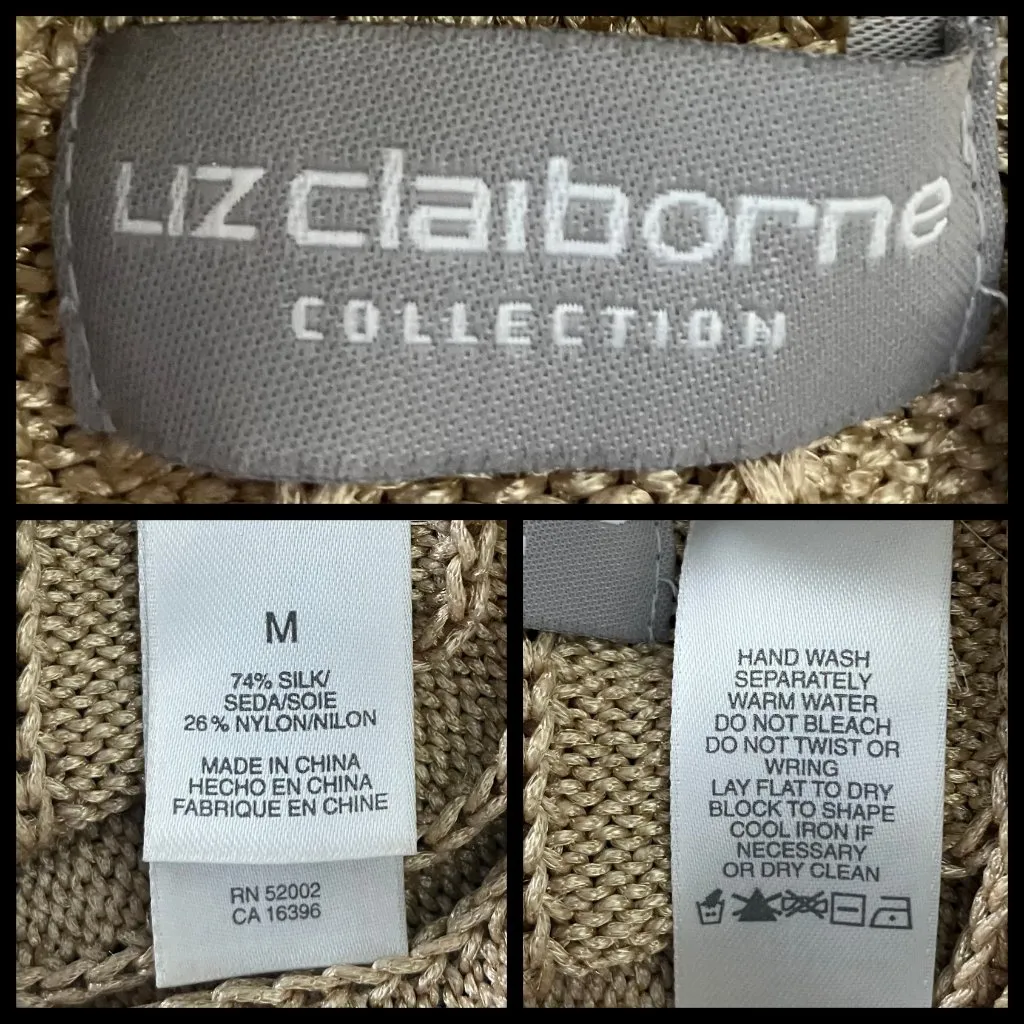 LIZ claiborne
COLLECTION
M
74% SILK/
SEDA/SOIE
26% NYLON/NILON
MADE IN CHINA
HECHO EN CHINA
FABRIQUE EN CHINE
RN 52002
CA 16396
HAND WASH
SEPARATELY
WARM WATER
DO NOT BLEACH
DO NOT TWIST OR
WRING
LAY FLAT TO DRY
BLOCK TO SHAPE
COOL IRON IF
NECESSARY
OR DRY CLEAN